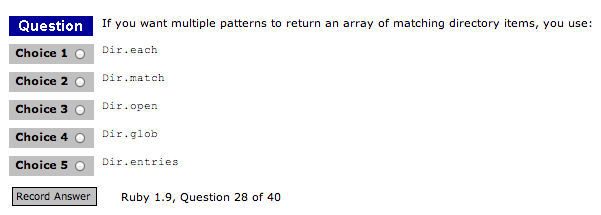 Question If you want multiple patterns to return an array of matching directory items, you use:
Choice 1 Dir.each
Choice 2 Dir.match
Choice 3 Dir.open
Choice 4 Dir.glob
Choice 5 Dir.entries
Record Answer Ruby 1.9, Question 28 of 40